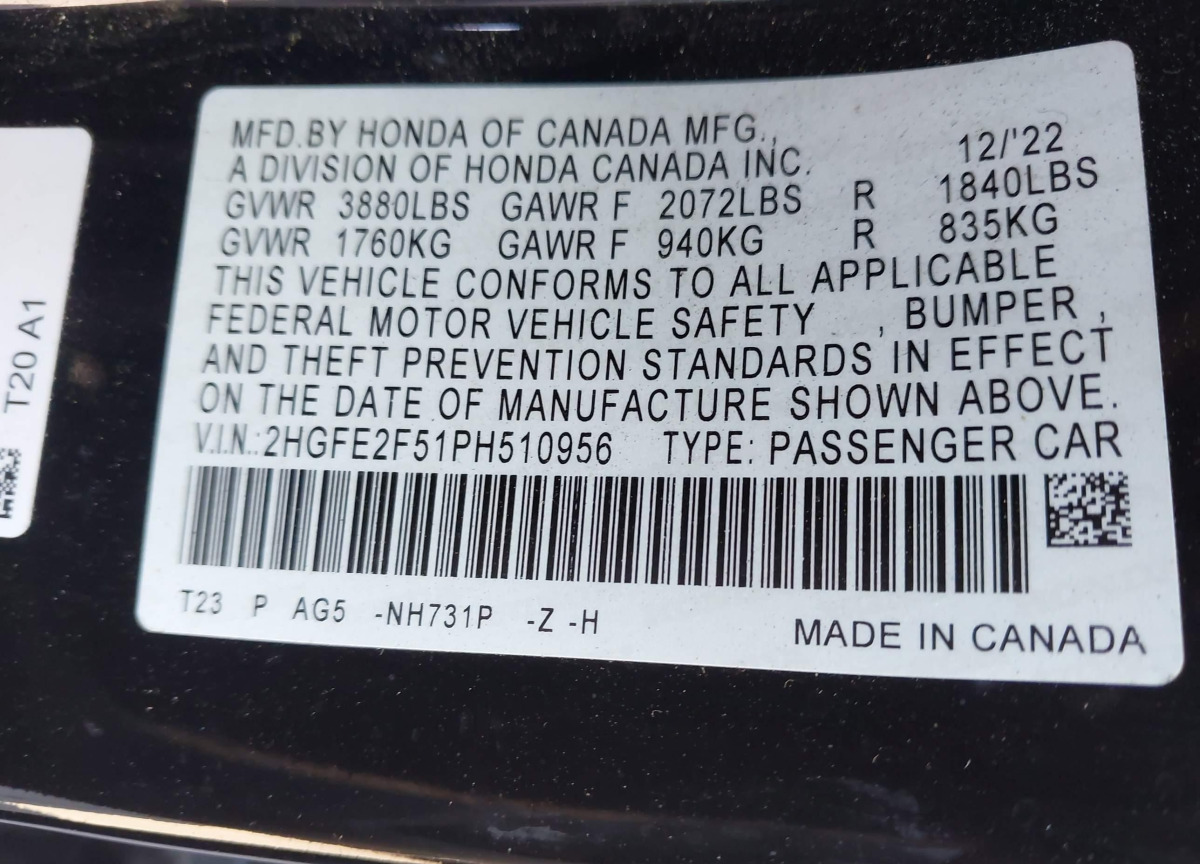 MFD.BY HONDA OF CANADA MFG.,
A DIVISION OF HONDA CANADA INC. 12/'22
GVWR 3880LBS GAWR F 2072LBS R 1840LBS
GVWR 1760KG GAWR F 940KG R 835KG
THIS VEHICLE CONFORMS TO ALL APPLICABLE
FEDERAL MOTOR VEHICLE SAFETY , BUMPER ,
AND THEFT PREVENTION STANDARDS IN EFFECT
ON THE DATE OF MANUFACTURE SHOWN ABOVE.
V.I.N.: 2HGFE2F51PH510956 TYPE: PASSENGER CAR
T23 P AG5 -NH731P -Z -H
MADE IN CANADA
T20 A1